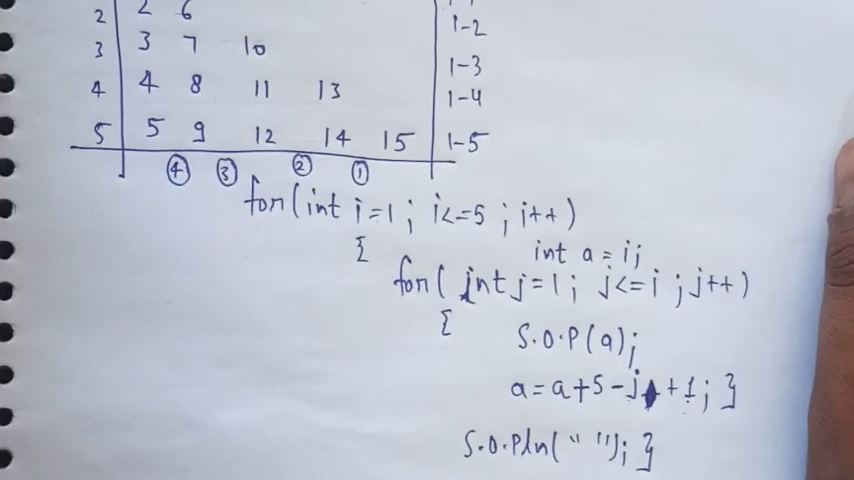 2 2 6 1-2
3 3 7 10 1-3
4 4 8 11 13 1-4
5 5 9 12 14 15 1-5
4 3 2 1
for(int i=1; i<=5; i++)
{
int a = i;
for( int j=1; j<=i ; j++)
{
S.O.P(a);
a=a+5-j +1; }
S.O.Pln(" "); }